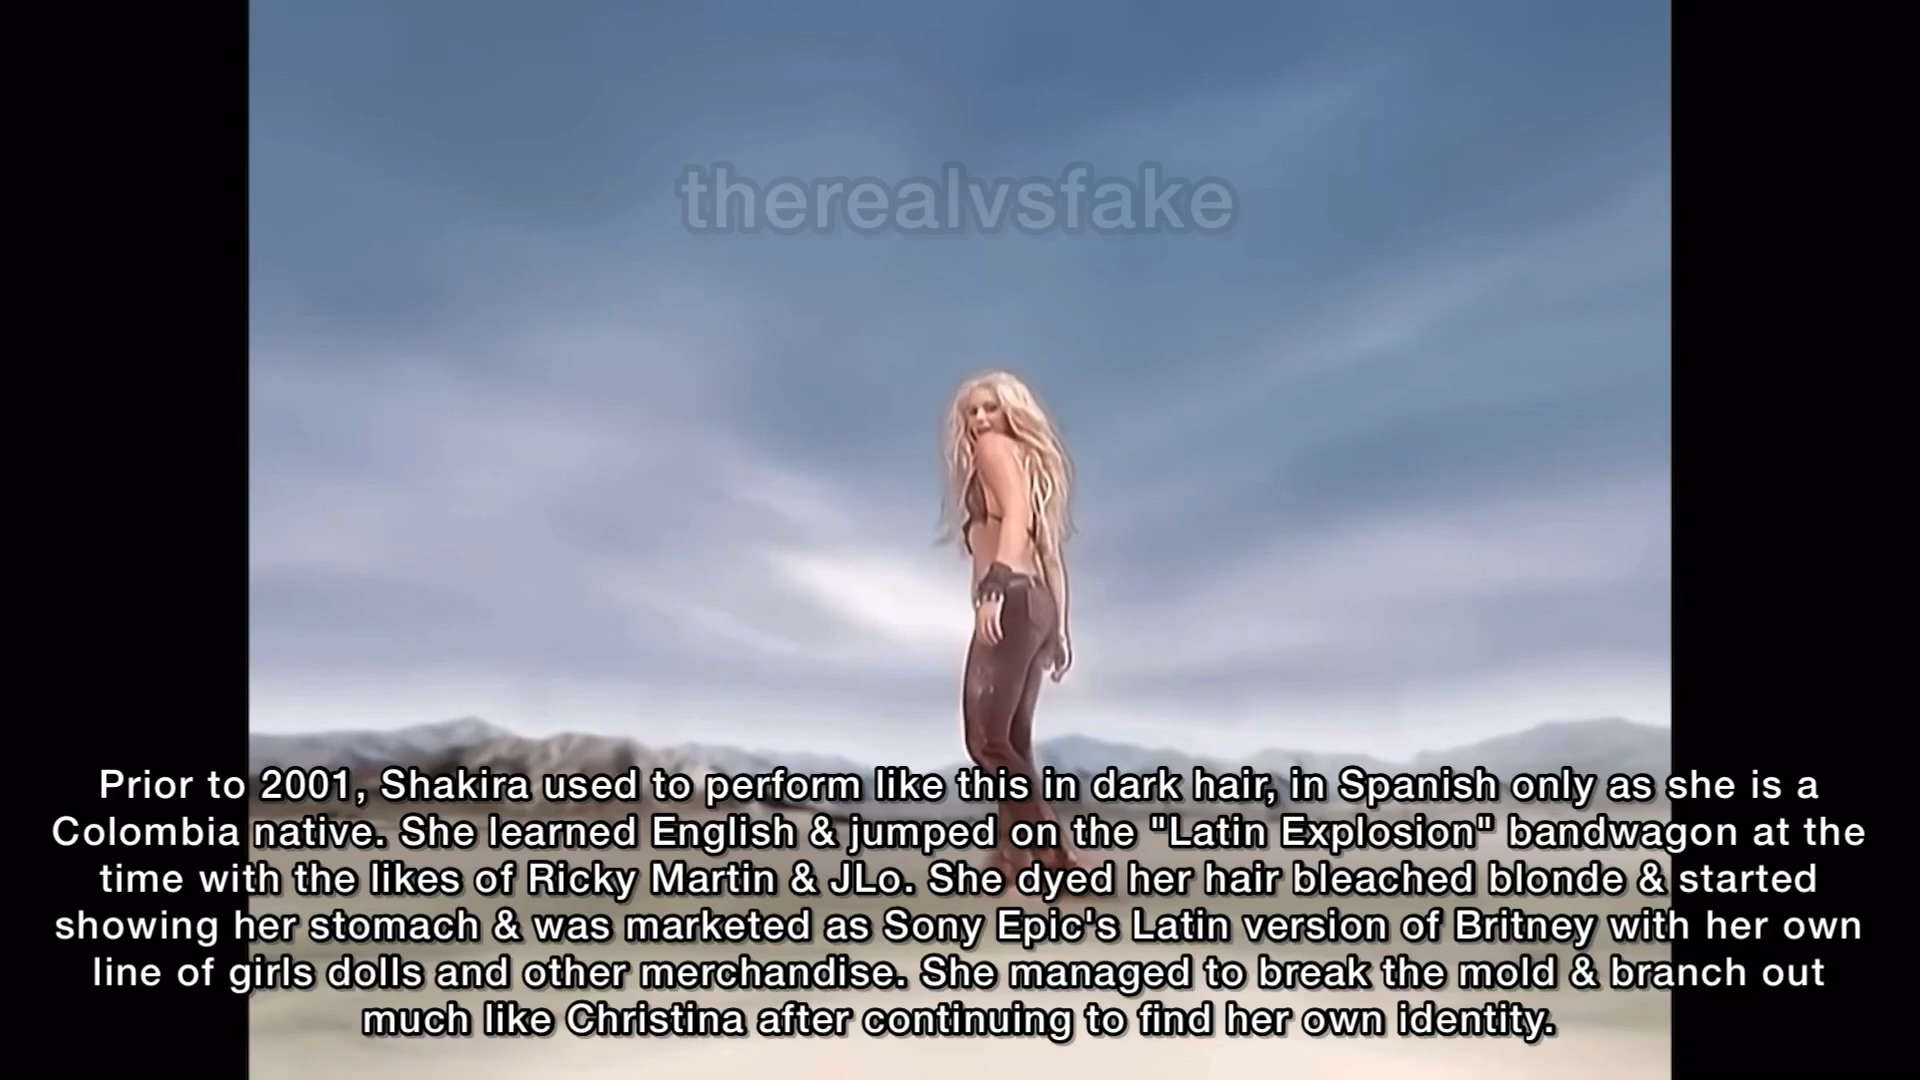 therealvsfake
Prior to 2001, Shakira used to perform like this in dark hair, in Spanish only as she is a
Colombia native. She learned English & jumped on the "Latin Explosion" bandwagon at the
time with the likes of Ricky Martin & JLo. She dyed her hair bleached blonde & started
showing her stomach & was marketed as Sony Epic's Latin version of Britney with her own
line of girls dolls and other merchandise. She managed to break the mold & branch out
much like Christina after continuing to find her own identity.